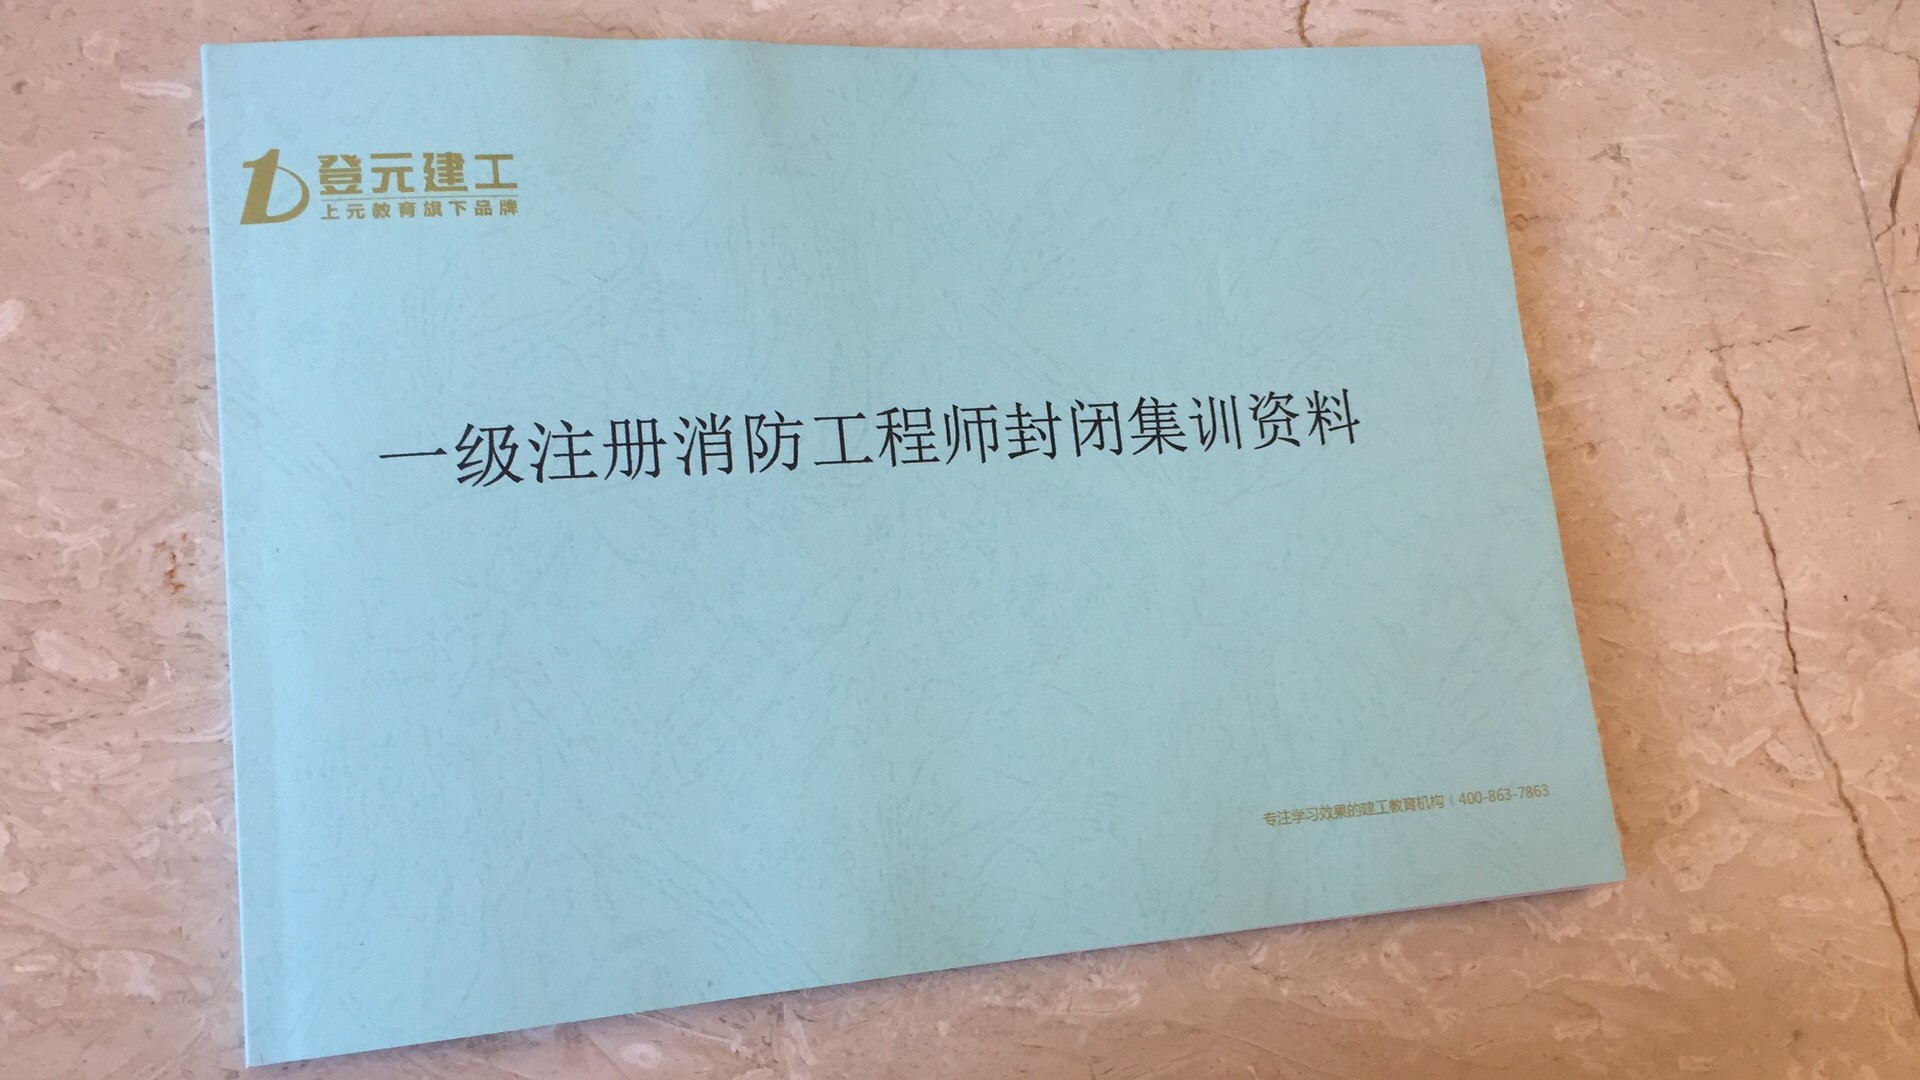 登元建工
上元教育旗下品牌
一级注册消防工程师封闭集训资料
专注学习效果的建工教育机构 | 400-863-7863